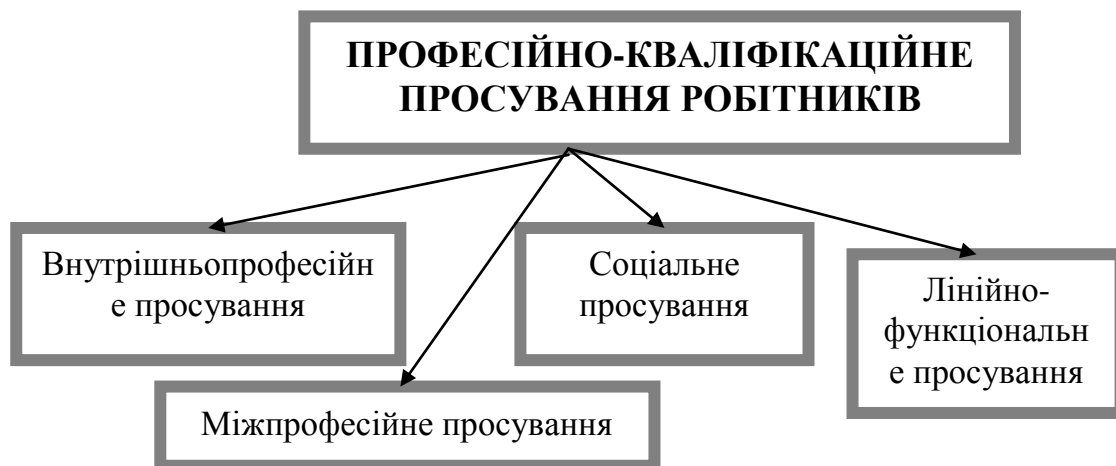 ПРОФЕСІЙНО-КВАЛІФІКАЦІЙНЕ
ПРОСУВАННЯ РОБІТНИКІВ
Внутрішньопрофесійн
е просування
Міжпрофесійне просування
Соціальне
просування
Лінійно-
функціональн
е просування